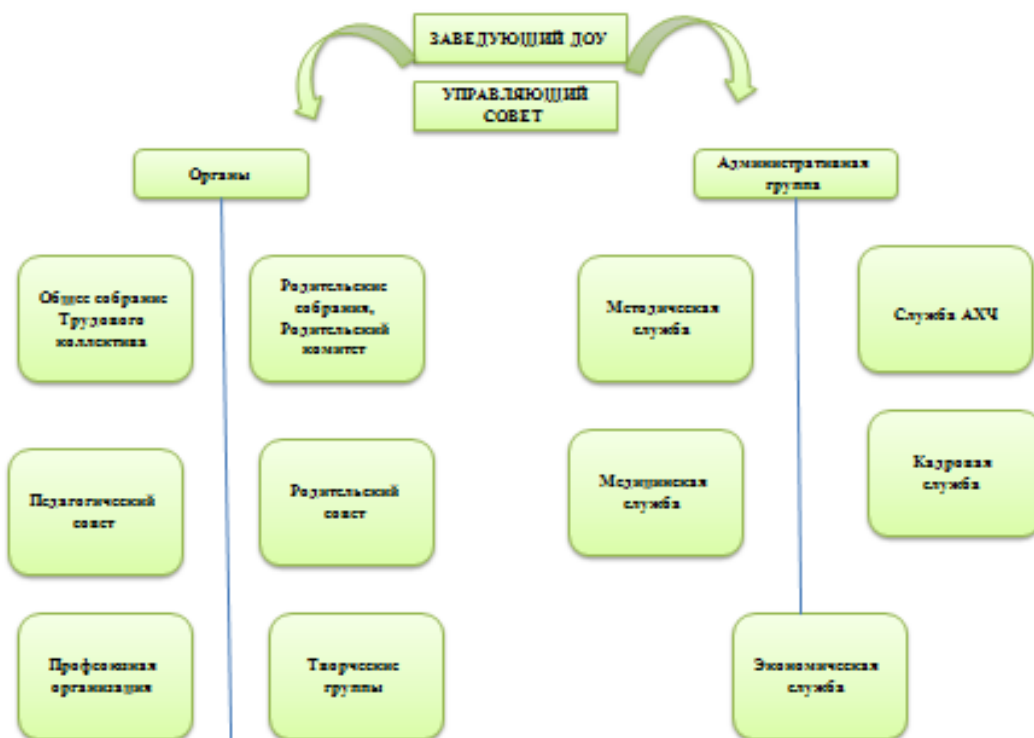 ЗАВЕДУЮЩИЙ ДОУ
УПРАВЛЯЮЩИЙ
СОВЕТ
Органы
Административная
группа
Общее собрание
Трудового
коллектива
Родительские
собрания,
Родительский
комитет
Методическая
служба
Служба АХЧ
Педагогический
совет
Родительский
совет
Медицинская
служба
Кадровая
служба
Профсоюзная
организация
Творческие
группы
Экономическая
служба